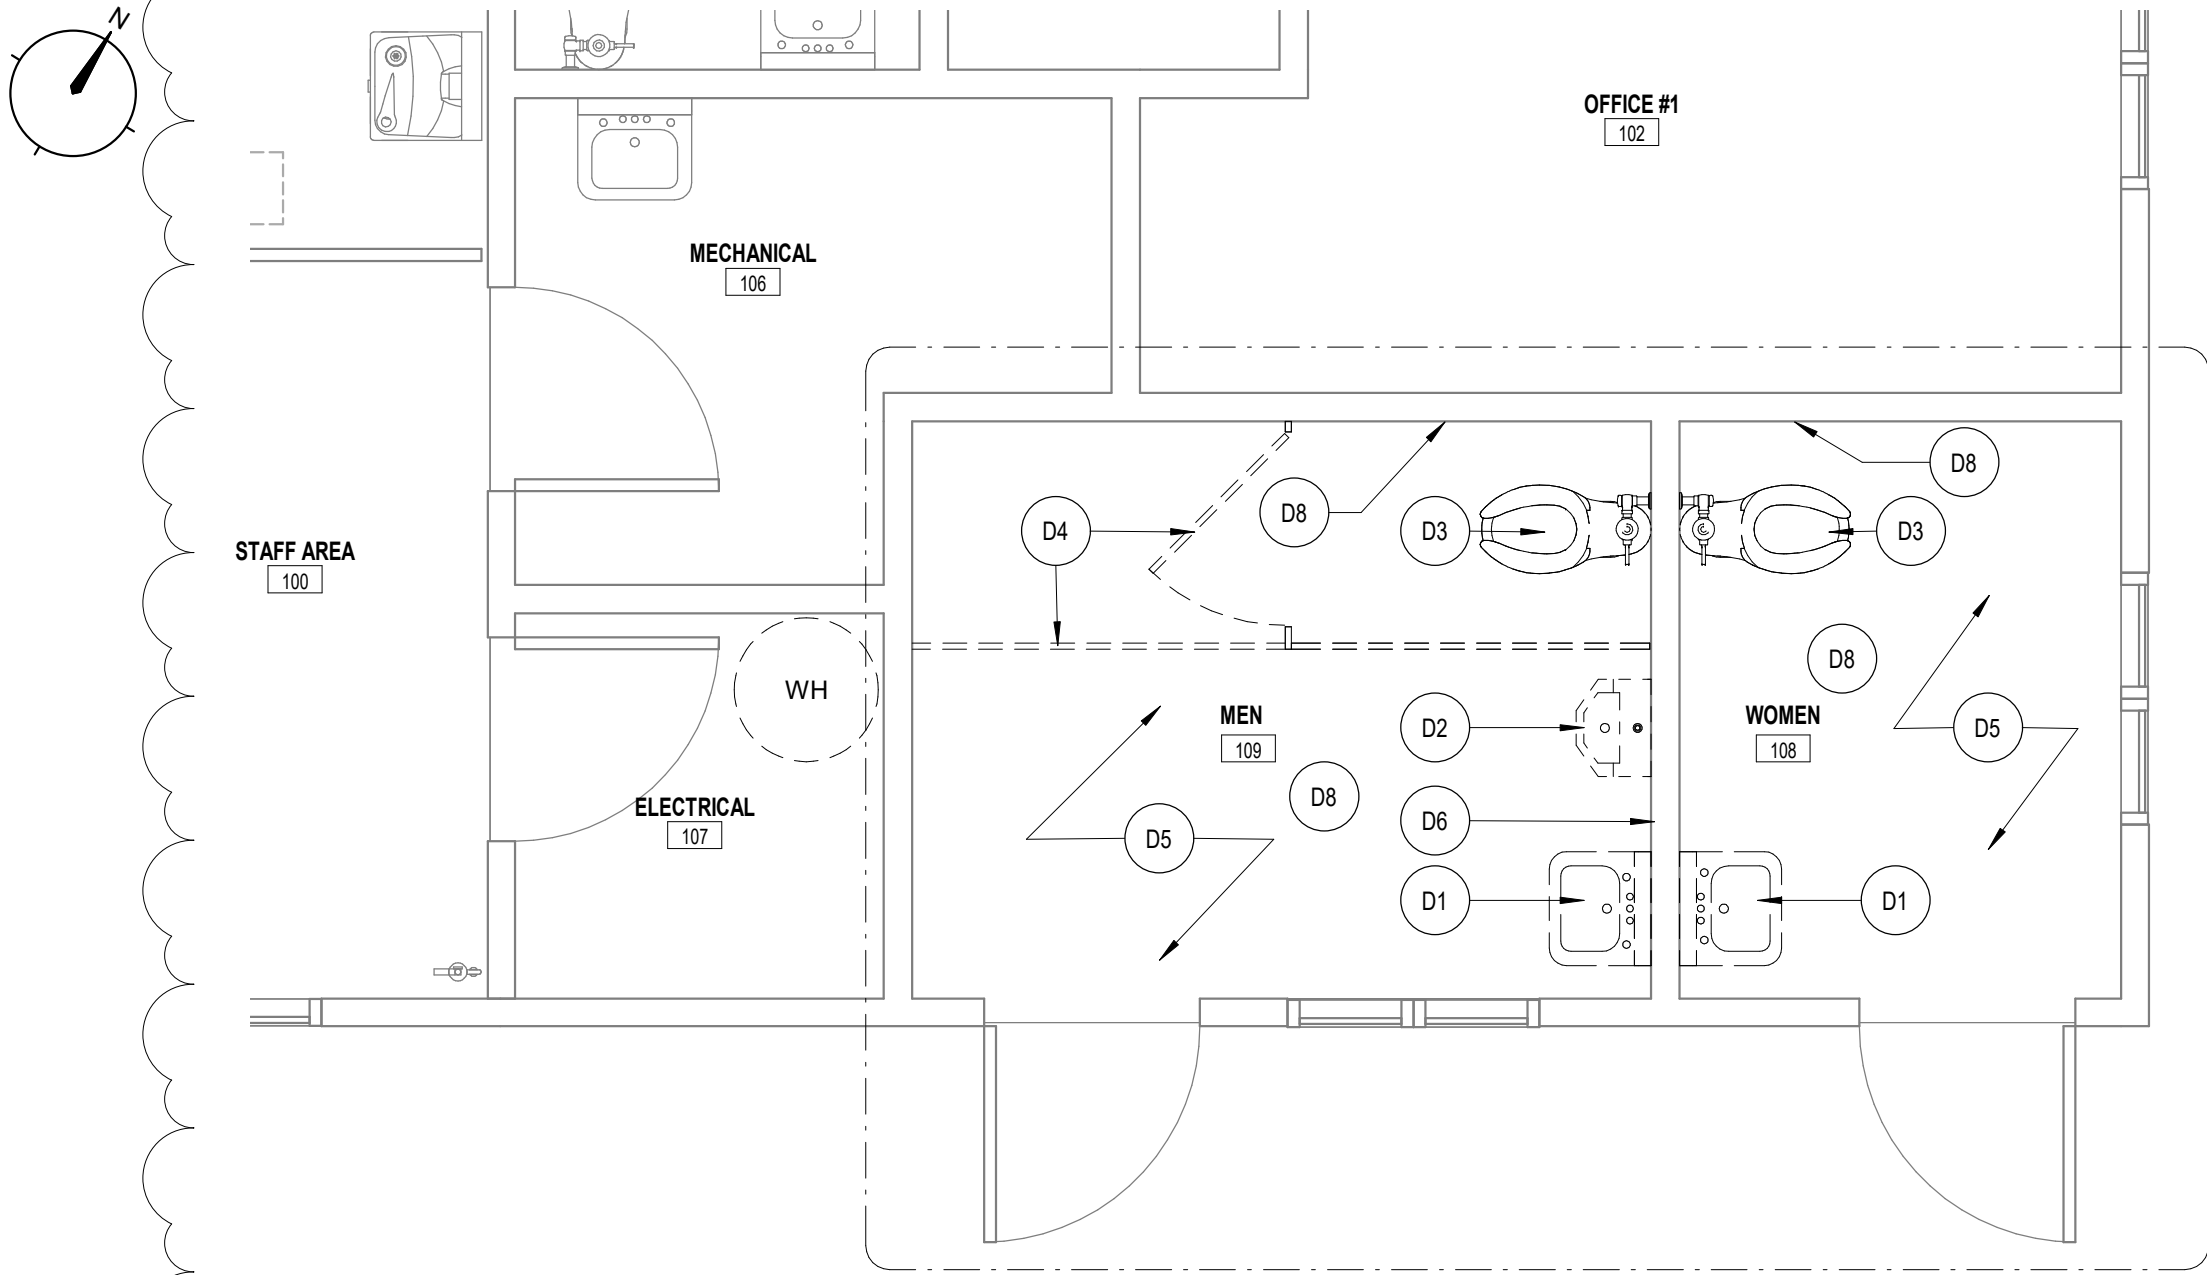 N
OFFICE #1
102
MECHANICAL
106
D8
D8
D4
D3
D3
STAFF AREA
100
D8
WH
MEN
109
D2
WOMEN
108
D5
D8
ELECTRICAL
107
D6
D5
D1
D1